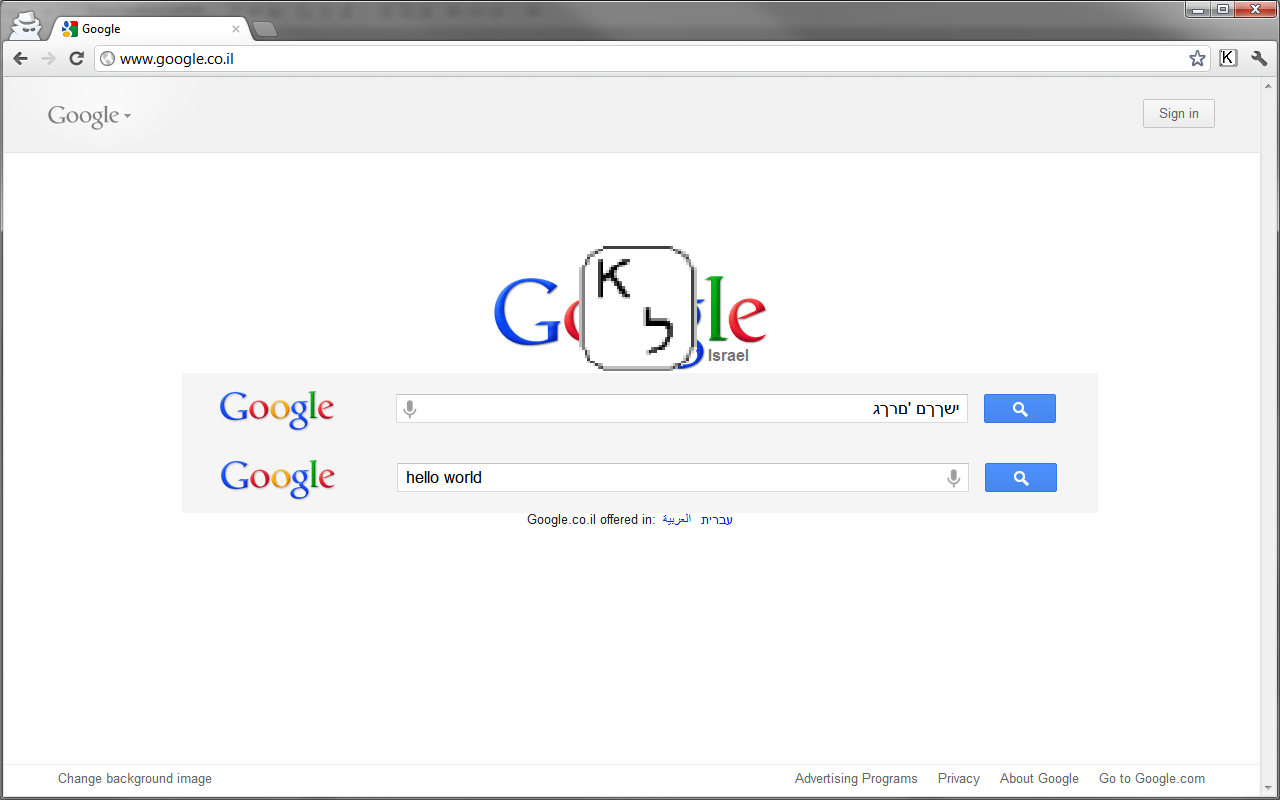 Google
www.google.co.il
K
Google
Sign in
Google
K
ל
Israel
Google
ישךךם 'םרךג
Google
hello world
Google.co.il offered in: العربية עברית
Change background image Advertising Programs Privacy About Google Go to Google.com